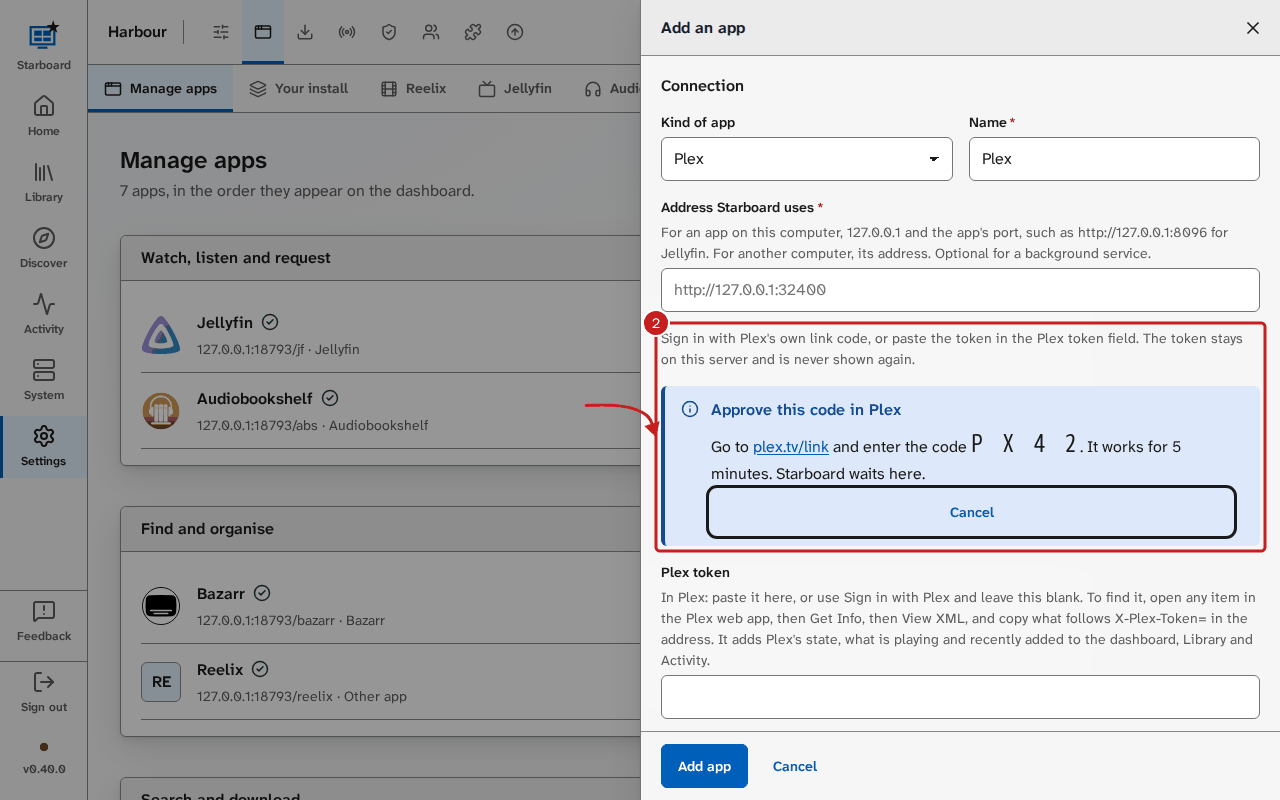 Starboard
Home
Library
Discover
Activity
System
Settings
Feedback
Sign out
v0.40.0
Harbour
Manage apps
Your install
Reelix
Jellyfin
Manage apps
7 apps, in the order they appear on the dashboard.
Watch, listen and request
Jellyfin
127.0.0.1:18793/jf · Jellyfin
Audiobookshelf
127.0.0.1:18793/abs · Audiobookshelf
Find and organise
Bazarr
127.0.0.1:18793/bazarr · Bazarr
RE
Reelix
127.0.0.1:18793/reelix · Other app
Search and download
Add an app
Connection
Kind of app
Plex
Name *
Plex
Address Starboard uses *
For an app on this computer, 127.0.0.1 and the app's port, such as http://127.0.0.1:8096 for
Jellyfin. For another computer, its address. Optional for a background service.
http://127.0.0.1:32400
2
Sign in with Plex's own link code, or paste the token in the Plex token field. The token stays
on this server and is never shown again.
Approve this code in Plex
Go to plex.tv/link and enter the code P X 4 2. It works for 5
minutes. Starboard waits here.
Cancel
Plex token
In Plex: paste it here, or use Sign in with Plex and leave this blank. To find it, open any item in
the Plex web app, then Get Info, then View XML, and copy what follows X-Plex-Token= in the
address. It adds Plex's state, what is playing and recently added to the dashboard, Library and
Activity.
Add app
Cancel